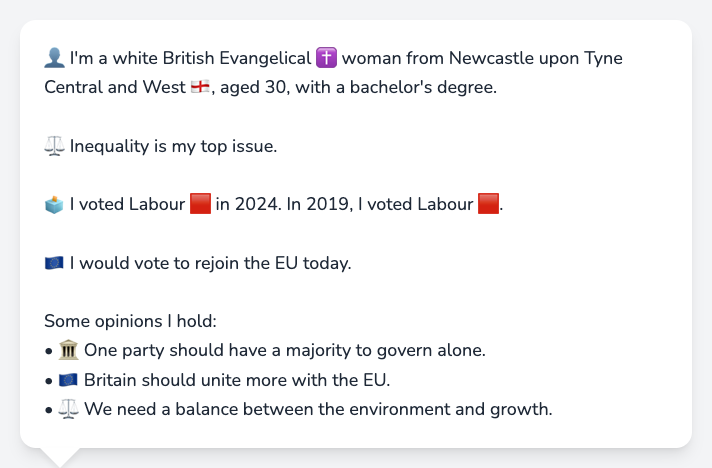 👤 I'm a white British Evangelical ✝️ woman from Newcastle upon Tyne
Central and West 🏴󠁧󠁢󠁥󠁮󠁧󠁿, aged 30, with a bachelor's degree.
⚖️ Inequality is my top issue.
🗳️ I voted Labour 🟥 in 2024. In 2019, I voted Labour 🟥.
🇪🇺 I would vote to rejoin the EU today.
Some opinions I hold:
• 🏛️ One party should have a majority to govern alone.
• 🇪🇺 Britain should unite more with the EU.
• ⚖️ We need a balance between the environment and growth.